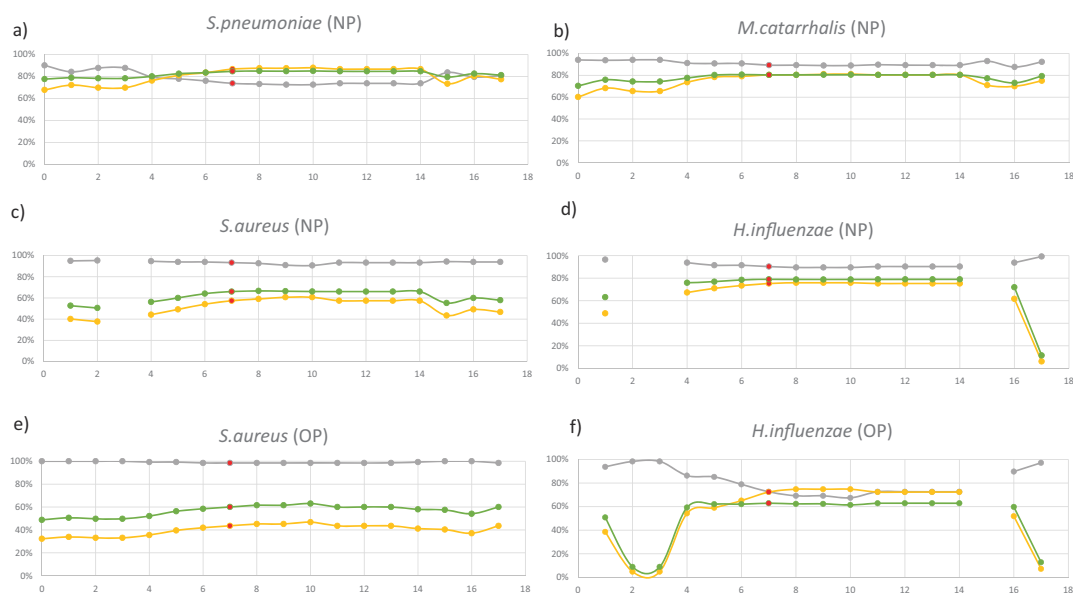 a)
S.pneumoniae (NP)
100%
80%
60%
40%
20%
0%
0 2 4 6 8 10 12 14 16 18
b)
M.catarrhalis (NP)
100%
80%
60%
40%
20%
0%
0 2 4 6 8 10 12 14 16 18
c)
S.aureus (NP)
100%
80%
60%
40%
20%
0%
0 2 4 6 8 10 12 14 16 18
d)
H.influenzae (NP)
100%
80%
60%
40%
20%
0%
0 2 4 6 8 10 12 14 16 18
e)
S.aureus (OP)
100%
80%
60%
40%
20%
0%
0 2 4 6 8 10 12 14 16 18
f)
H.influenzae (OP)
100%
80%
60%
40%
20%
0%
0 2 4 6 8 10 12 14 16 18